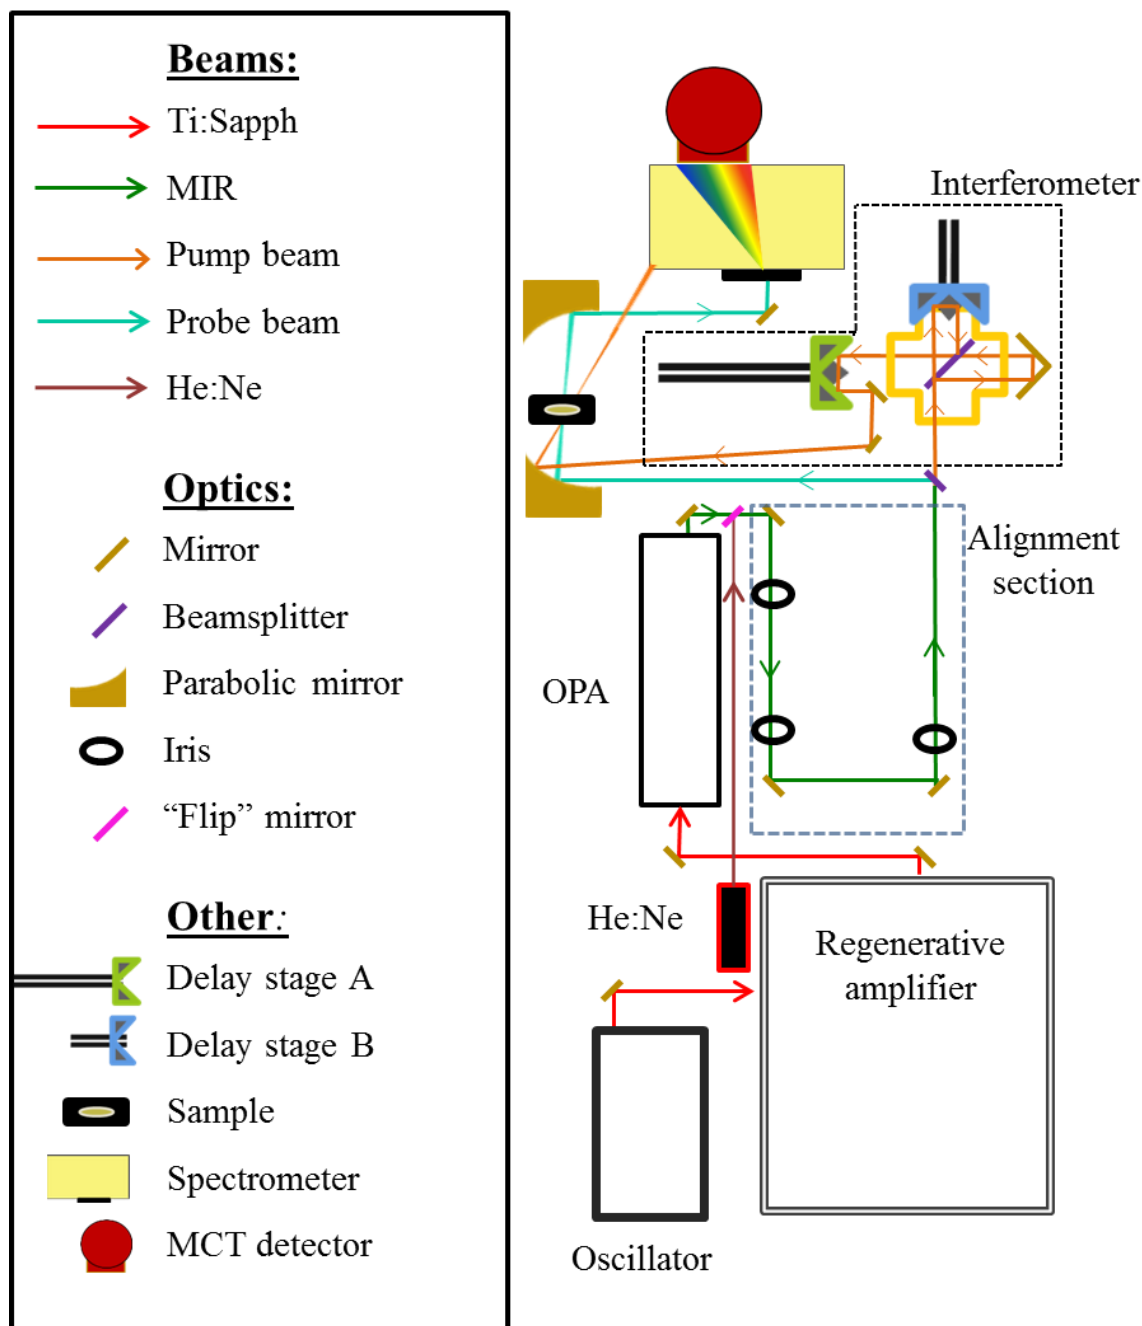 Beams:
Ti:Sapph
MIR
Pump beam
Probe beam
He:Ne
Optics:
Mirror
Beamsplitter
Parabolic mirror
Iris
“Flip” mirror
Other:
Delay stage A
Delay stage B
Sample
Spectrometer
MCT detector
Interferometer
Alignment
section
OPA
He:Ne
Regenerative
amplifier
Oscillator